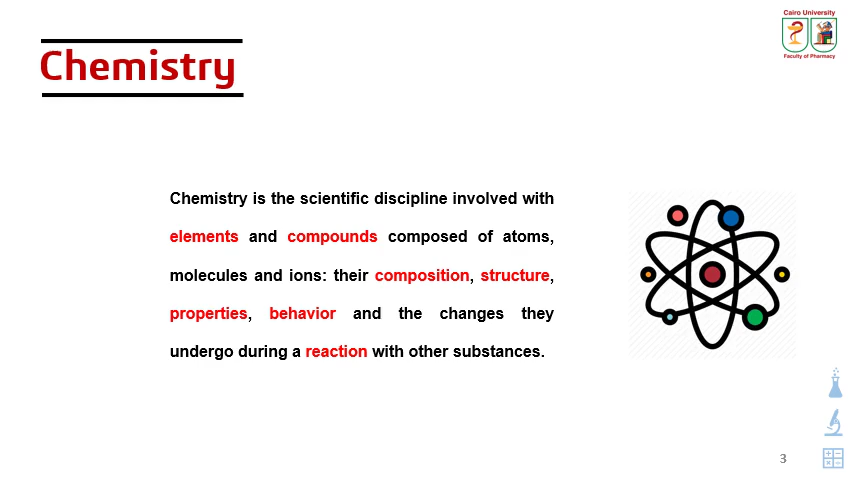 Cairo University
Faculty of Pharmacy
Chemistry
Chemistry is the scientific discipline involved with
elements and compounds composed of atoms,
molecules and ions: their composition, structure,
properties, behavior and the changes they
undergo during a reaction with other substances.
3